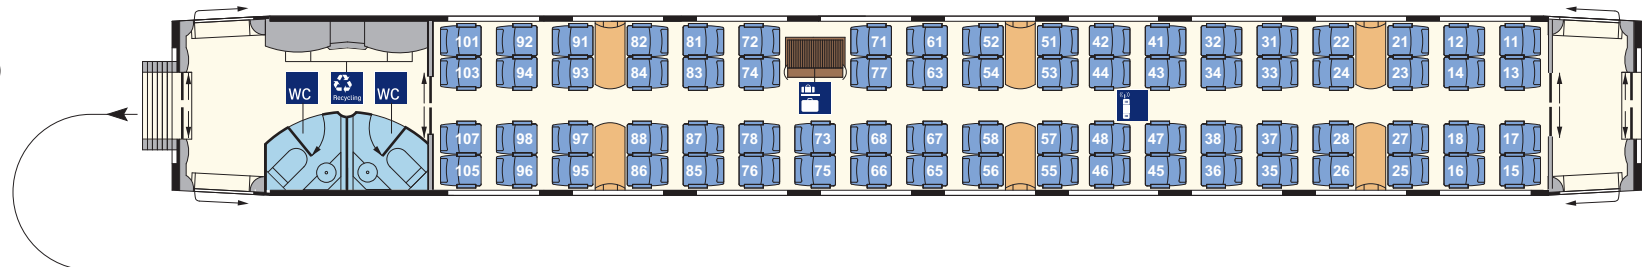 101 92 91 82 81 72 71 61 52 51 42 41 32 31 22 21 12 11
103 94 93 84 83 74 77 63 54 53 44 43 34 33 24 23 14 13
WC Recycling WC
107 98 97 88 87 78 73 68 67 58 57 48 47 38 37 28 27 18 17
105 96 95 86 85 76 75 66 65 56 55 46 45 36 35 26 25 16 15